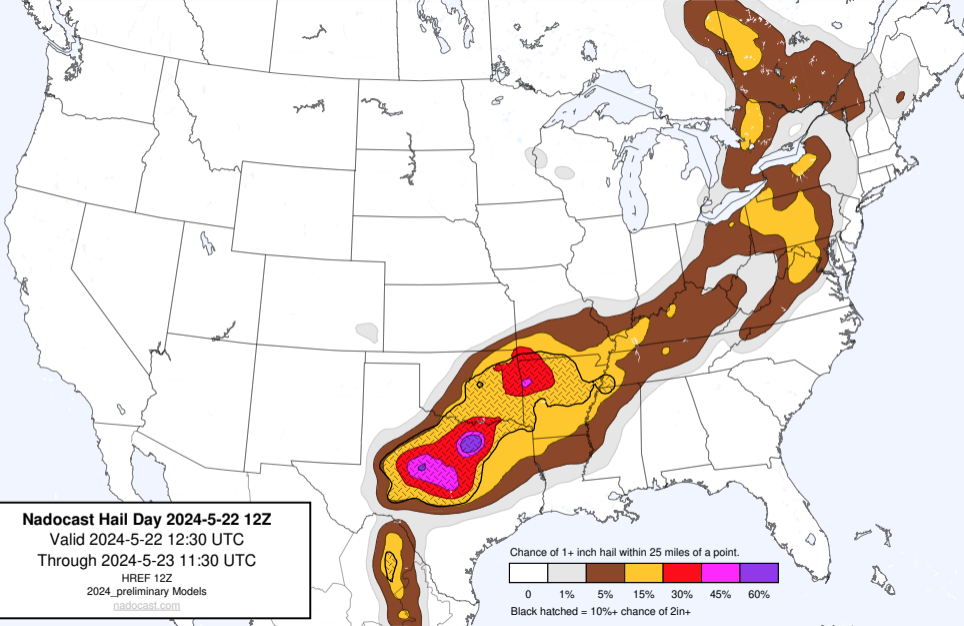 Nadocast Hail Day 2024-5-22 12Z
Valid 2024-5-22 12:30 UTC
Through 2024-5-23 11:30 UTC
HREF 12Z
2024_preliminary Models
nadocast.com
Chance of 1+ inch hail within 25 miles of a point.
0 1% 5% 15% 30% 45% 60%
Black hatched = 10%+ chance of 2in+